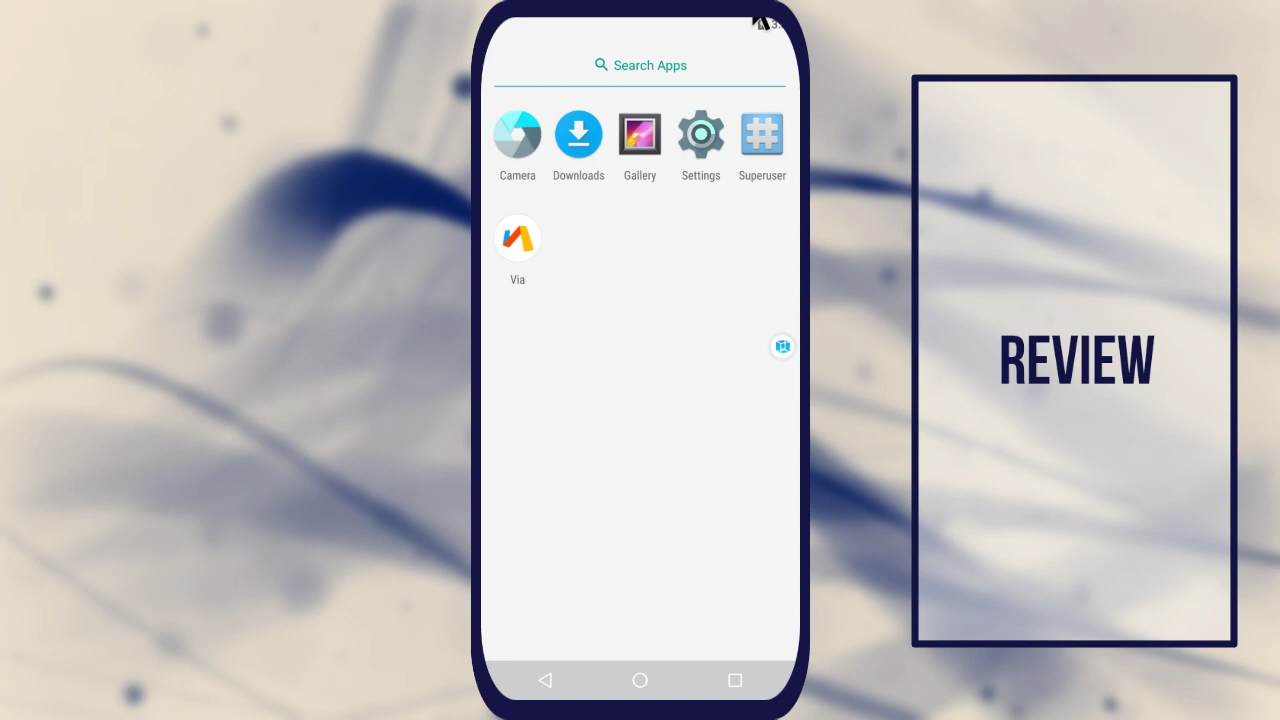 Search Apps
Camera
Downloads
Gallery
Settings
Superuser
Via
REVIEW